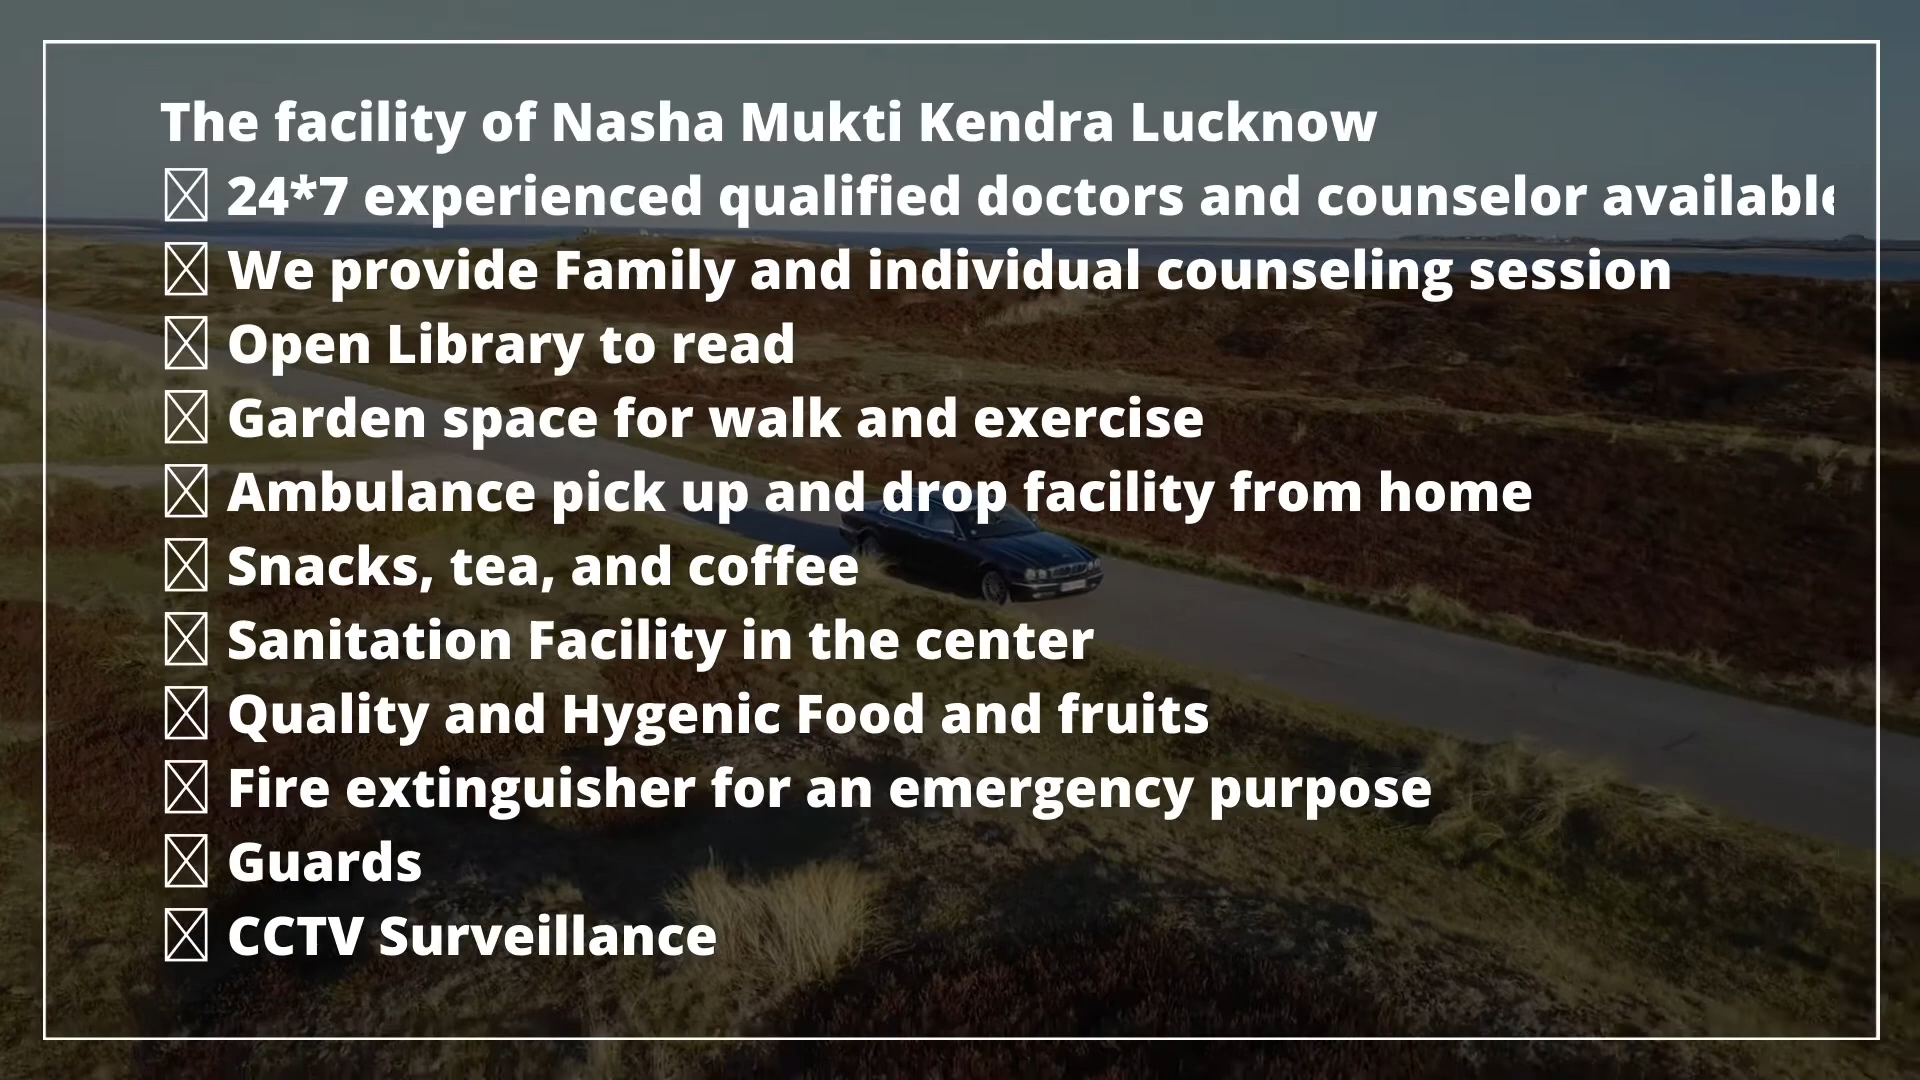 The facility of Nasha Mukti Kendra Lucknow
24*7 experienced qualified doctors and counselor available
We provide Family and individual counseling session
Open Library to read
Garden space for walk and exercise
Ambulance pick up and drop facility from home
Snacks, tea, and coffee
Sanitation Facility in the center
Quality and Hygenic Food and fruits
Fire extinguisher for an emergency purpose
Guards
CCTV Surveillance